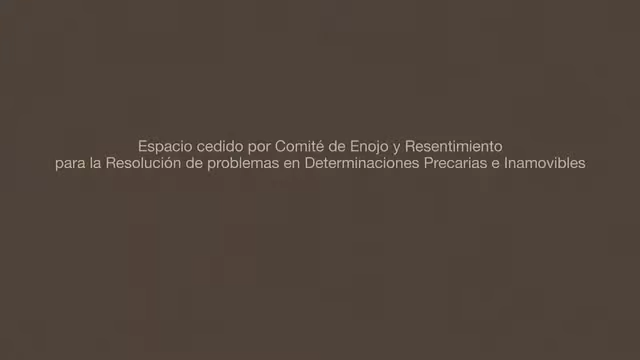 Espacio cedido por Comité de Enojo y Resentimiento
para la Resolución de problemas en Determinaciones Precarias e Inamovibles